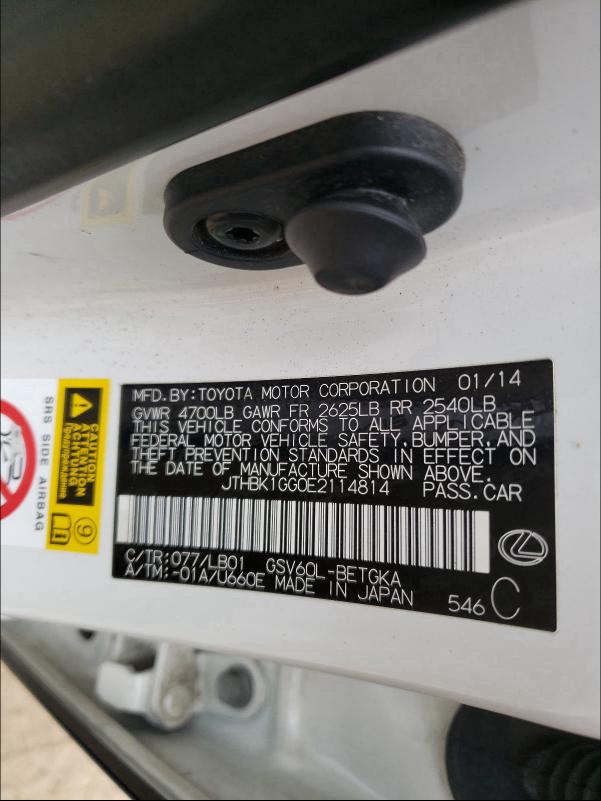 MFD. BY: TOYOTA MOTOR CORPORATION 01/14
GVWR 4700LB GAWR FR 2625LB RR 2540LB
THIS VEHICLE CONFORMS TO ALL APPLICABLE
FEDERAL MOTOR VEHICLE SAFETY, BUMPER, AND
THEFT PREVENTION STANDARDS IN EFFECT ON
THE DATE OF MANUFACTURE SHOWN ABOVE.
JTHBK1GG0E2114814 PASS. CAR
C/TR: 077/LB01 GSV60L-BETGKA
A/TM: -01A/U660E MADE IN JAPAN 546 C
SRS SIDE AIRBAG
CAUTION
ACHTUNG
Предупреждение
9